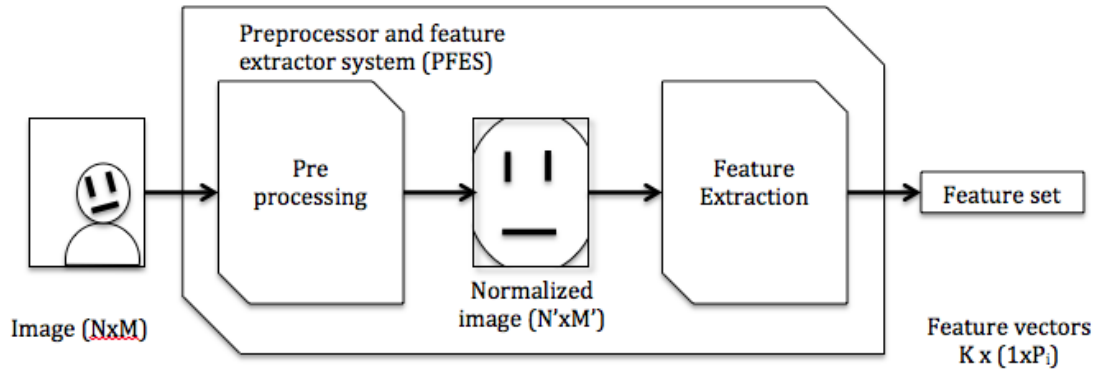 Preprocessor and feature
extractor system (PFES)
Pre
processing
Feature
Extraction
Feature set
Normalized
image (N'xM')
Image (NxM)
Feature vectors
K x (1xPᵢ)